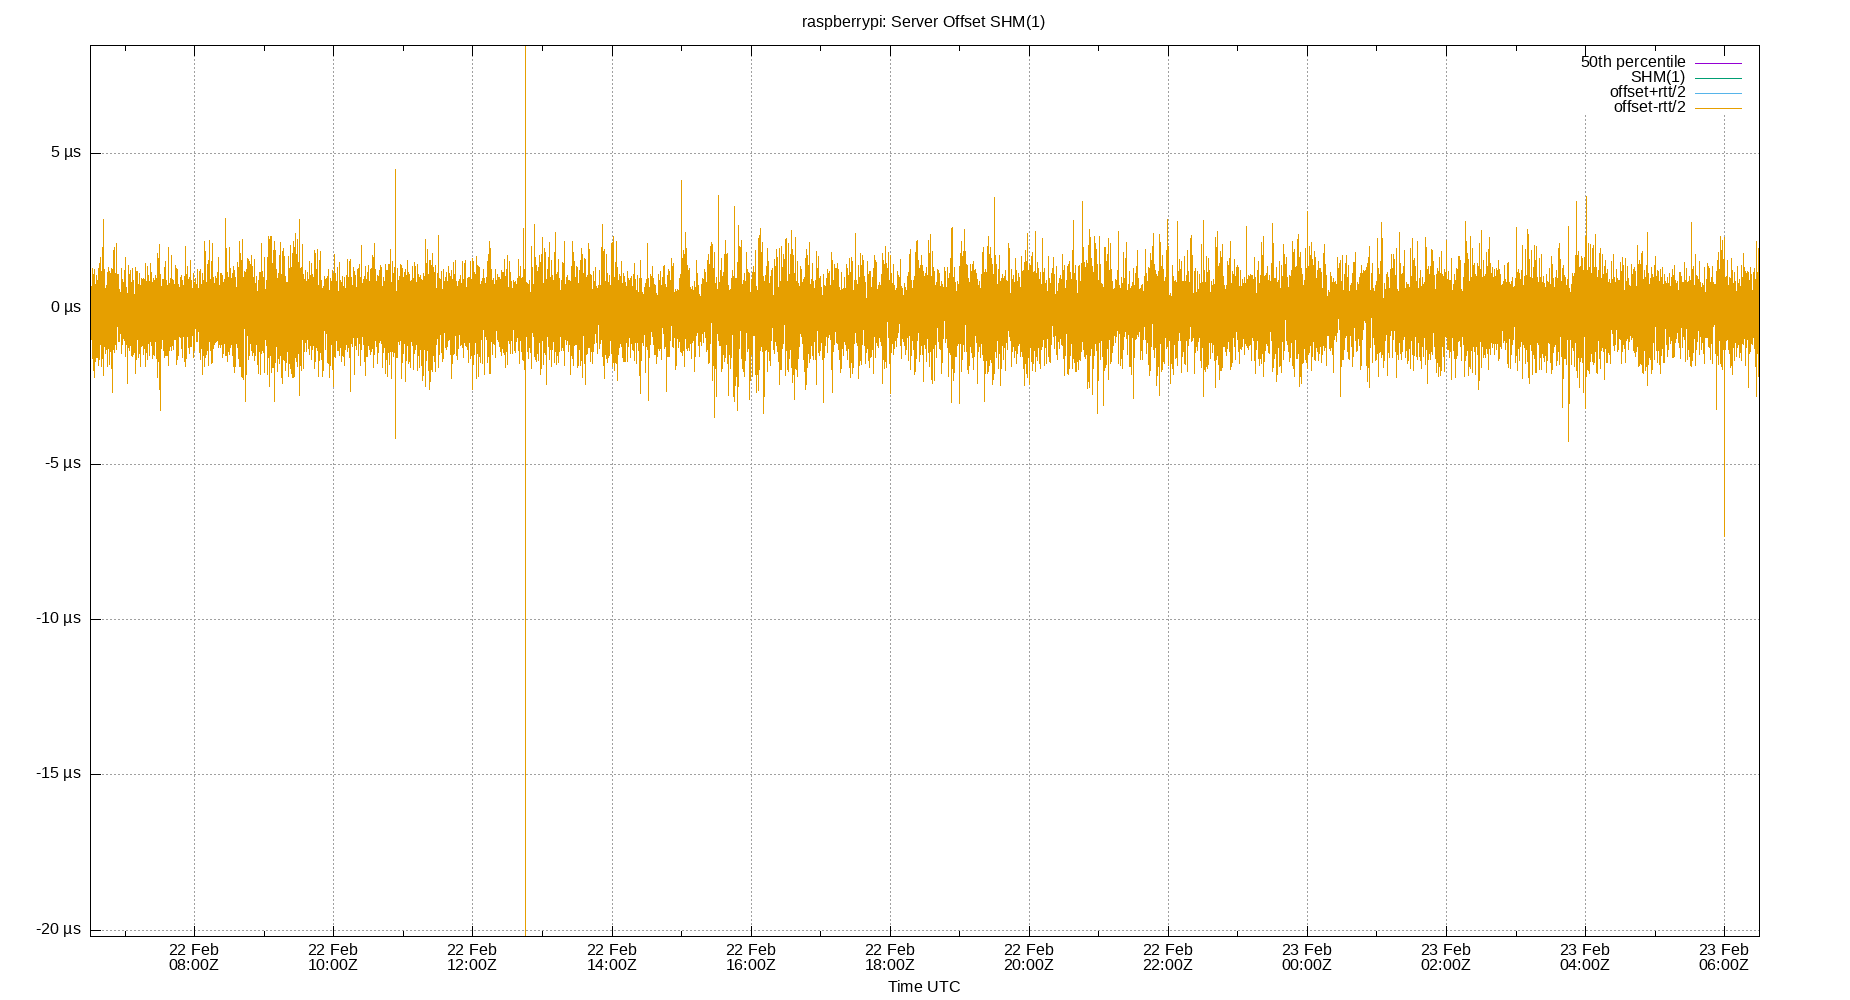 raspberrypi: Server Offset SHM(1)
50th percentile
SHM(1)
offset+rtt/2
offset-rtt/2
5 µs
0 µs
-5 µs
-10 µs
-15 µs
-20 µs
22 Feb 22 Feb 22 Feb 22 Feb 22 Feb 22 Feb 22 Feb 22 Feb 23 Feb 23 Feb 23 Feb 23 Feb
08:00Z 10:00Z 12:00Z 14:00Z 16:00Z 18:00Z 20:00Z 22:00Z 00:00Z 02:00Z 04:00Z 06:00Z
Time UTC